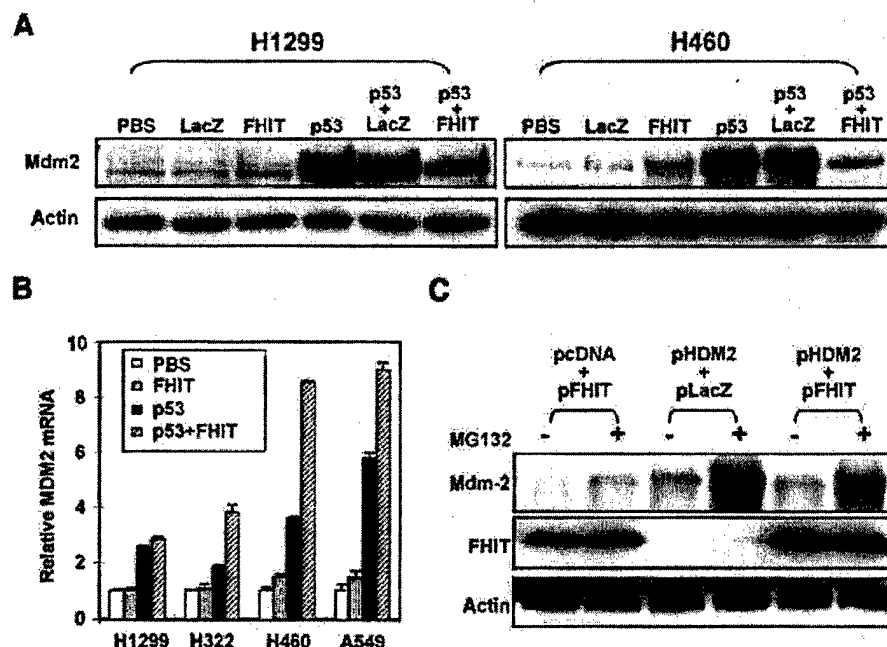 A
H1299
H460
PBS LacZ FHIT p53 p53 + LacZ p53 + FHIT
PBS LacZ FHIT p53 p53 + LacZ p53 + FHIT
Mdm2
Actin
B
Relative MDM2 mRNA
10
8
6
4
2
0
PBS
FHIT
p53
p53+FHIT
H1299 H322 H460 A549
C
pcDNA + pFHIT
pHDM2 + pLacZ
pHDM2 + pFHIT
MG132 - + - + - +
Mdm-2
FHIT
Actin